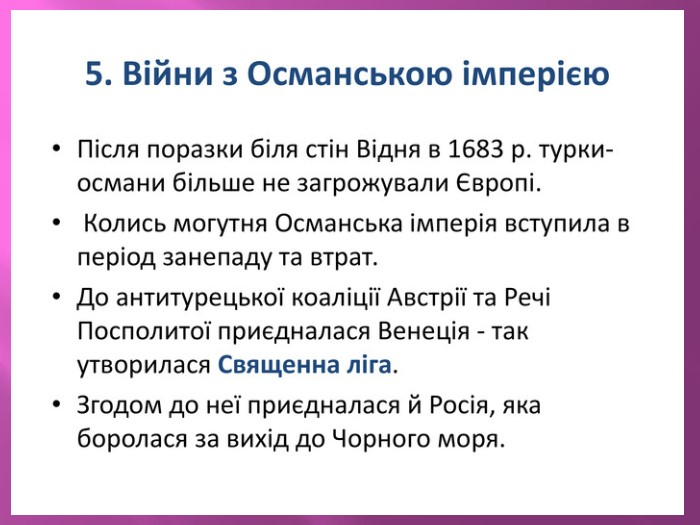 5. Війни з Османською імперією
• Після поразки біля стін Відня в 1683 р. турки-
османи більше не загрожували Європі.
• Колись могутня Османська імперія вступила в
період занепаду та втрат.
• До антитурецької коаліції Австрії та Речі
Посполитої приєдналася Венеція - так
утворилася Священна ліга.
• Згодом до неї приєдналася й Росія, яка
боролася за вихід до Чорного моря.